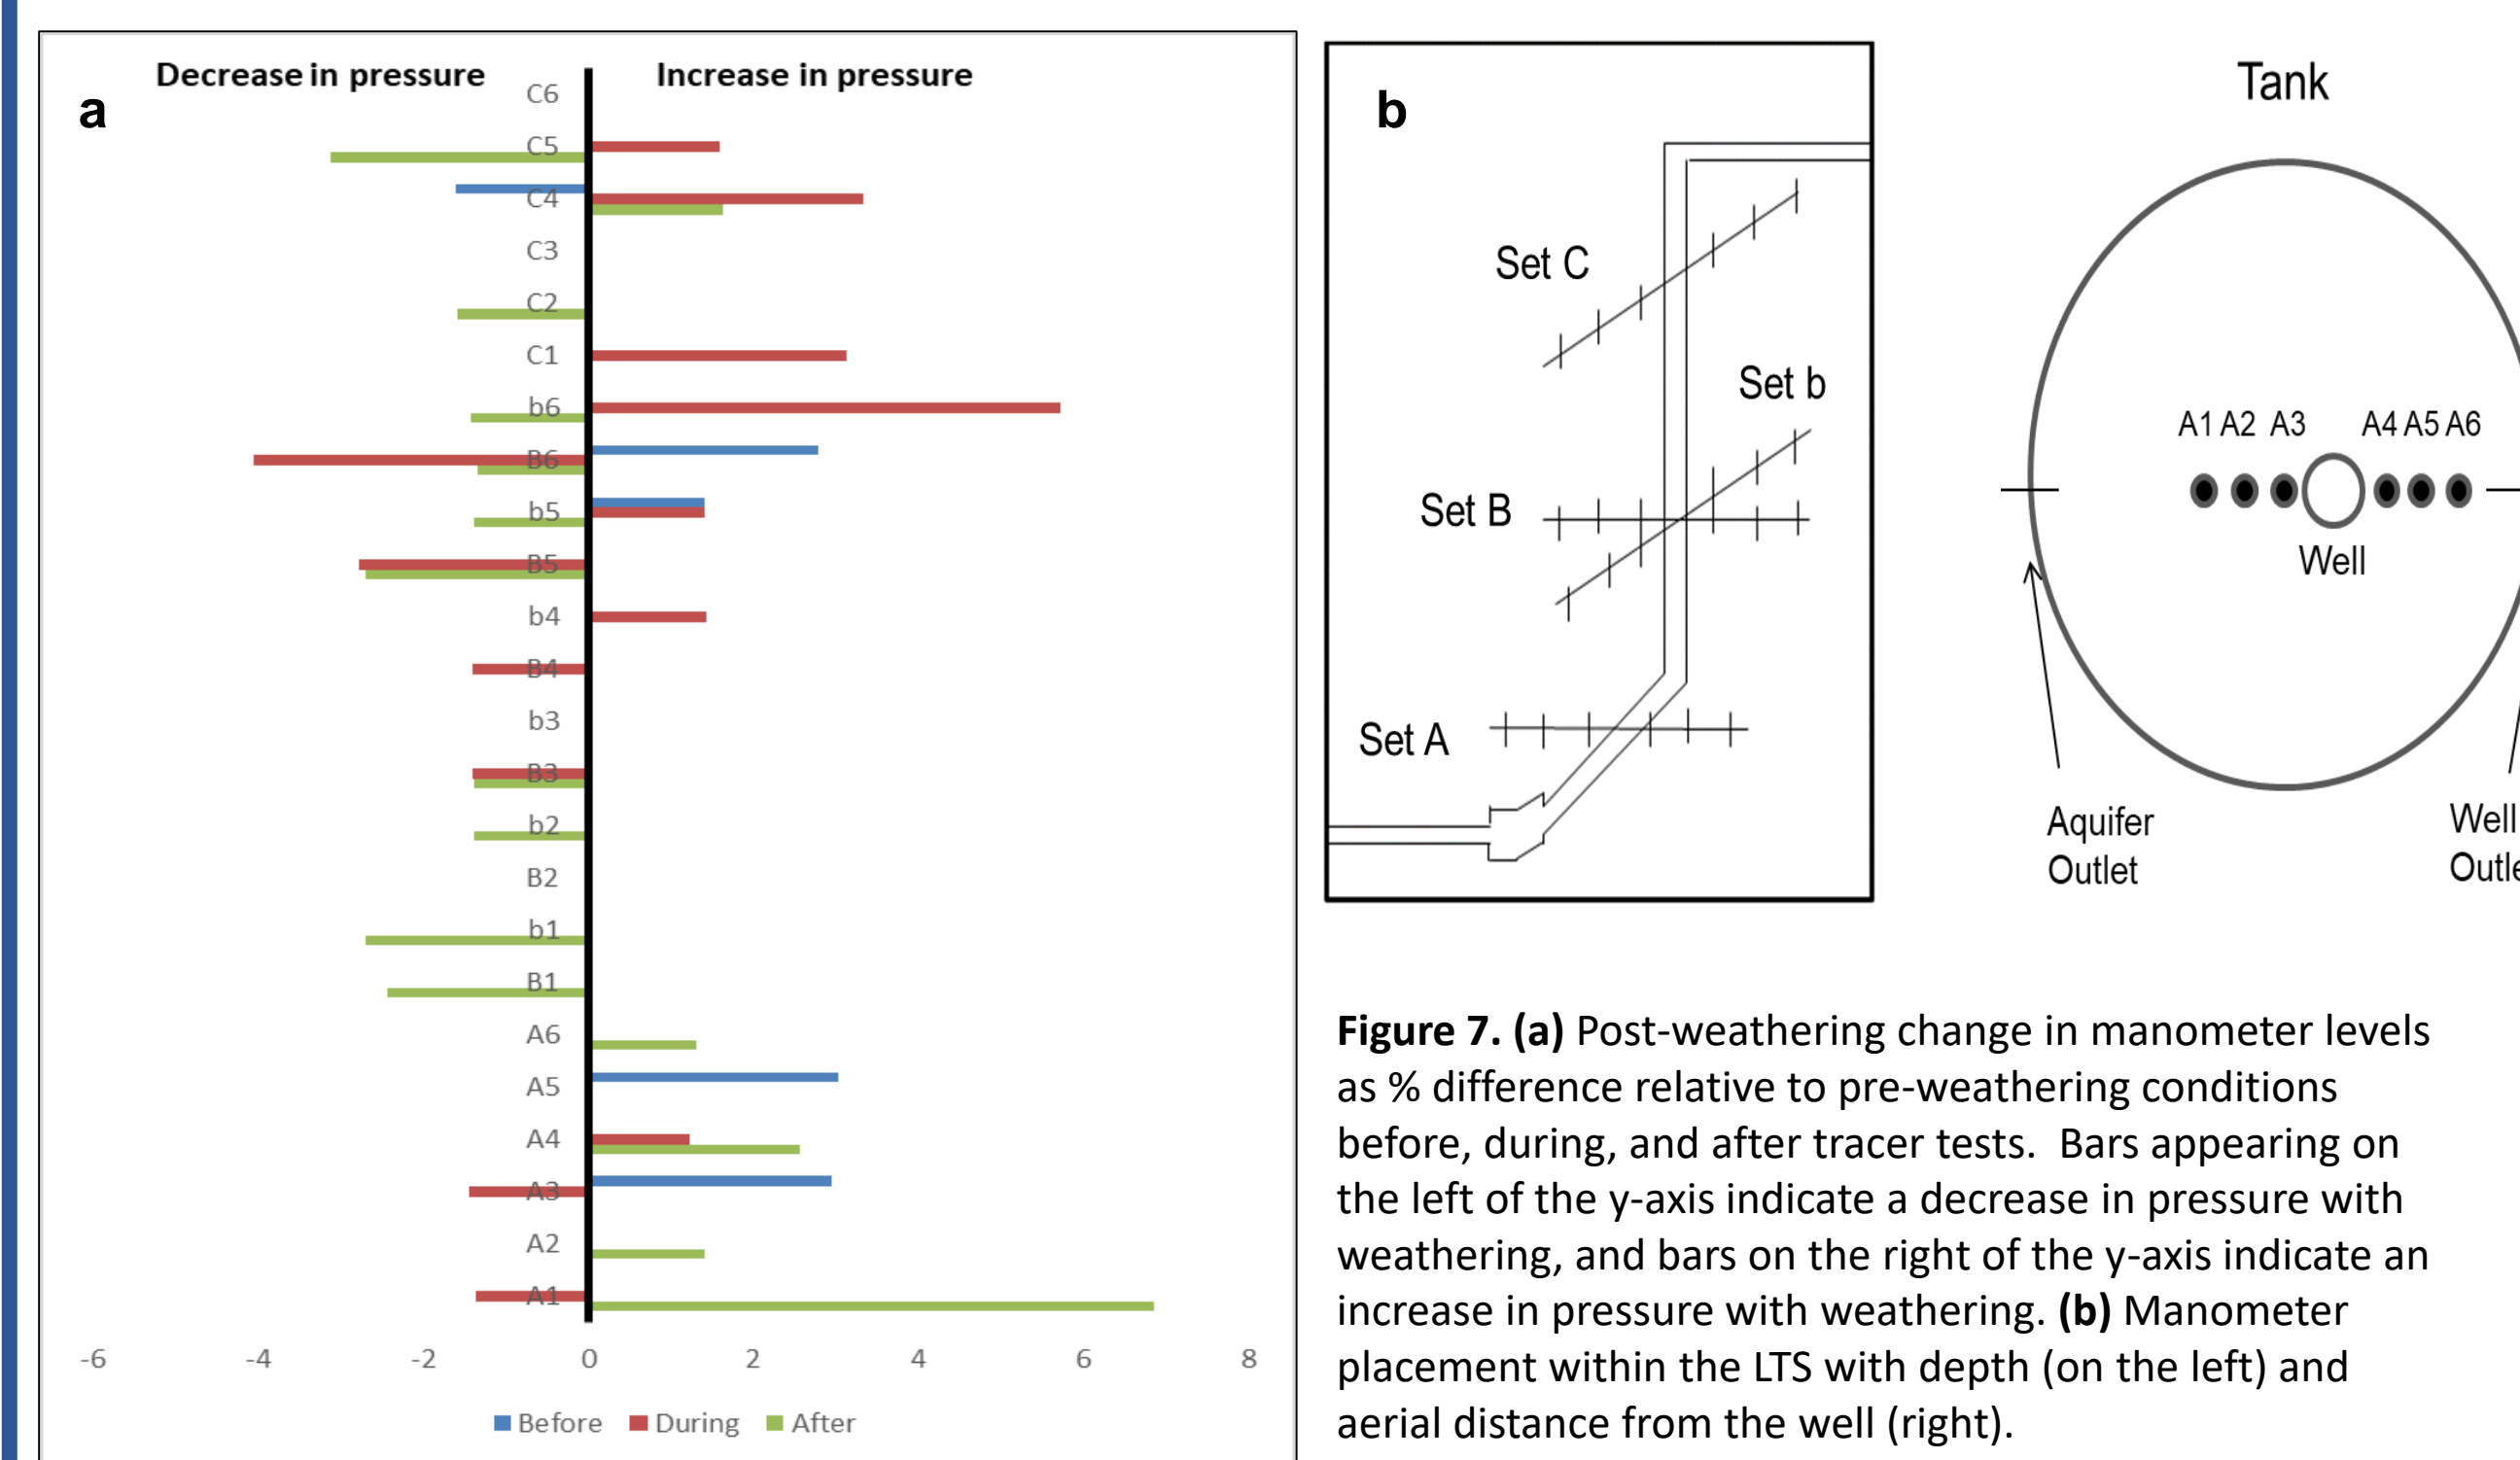 Decrease in pressure
Increase in pressure
a
C6
C5
C4
C3
C2
C1
b6
B6
b5
B5
b4
B4
b3
B3
b2
B2
b1
B1
A6
A5
A4
A3
A2
A1
-6 -4 -2 0 2 4 6 8
Before During After
b
Set C
Set b
Set B
Set A
Tank
A1 A2 A3 A4 A5 A6
Well
Aquifer
Outlet
Well
Figure 7. (a) Post-weathering change in manometer levels
as % difference relative to pre-weathering conditions
before, during, and after tracer tests.  Bars appearing on
the left of the y-axis indicate a decrease in pressure with
weathering, and bars on the right of the y-axis indicate an
increase in pressure with weathering. (b) Manometer
placement within the LTS with depth (on the left) and
aerial distance from the well (right).